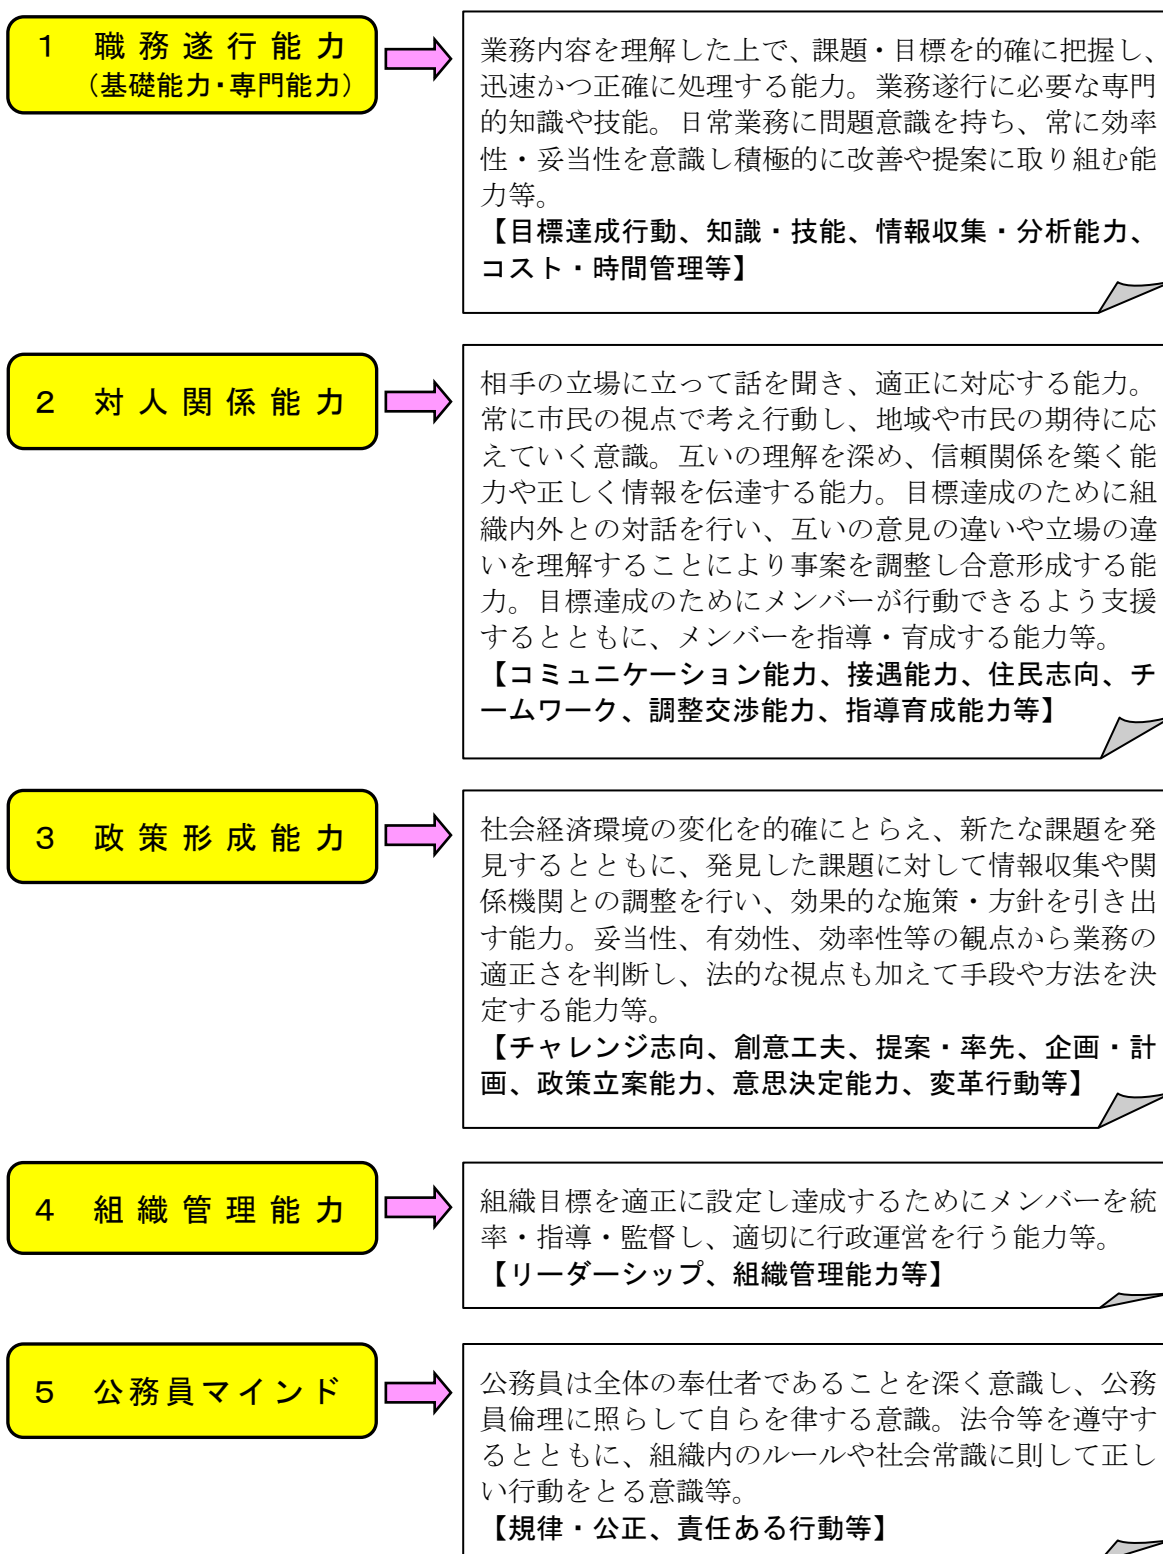 １ 職務遂行能力
（基礎能力・専門能力）
業務内容を理解した上で、課題・目標を的確に把握し、
迅速かつ正確に処理する能力。業務遂行に必要な専門
的知識や技能。日常業務に問題意識を持ち、常に効率
性・妥当性を意識し積極的に改善や提案に取り組む能
力等。
【目標達成行動、知識・技能、情報収集・分析能力、
コスト・時間管理等】
２ 対人関係能力
相手の立場に立って話を聞き、適正に対応する能力。
常に市民の視点で考え行動し、地域や市民の期待に応
えていく意識。互いの理解を深め、信頼関係を築く能
力や正しく情報を伝達する能力。目標達成のために組
織内外との対話を行い、互いの意見の違いや立場の違
いを理解することにより事案を調整し合意形成する能
力。目標達成のためにメンバーが行動できるよう支援
するとともに、メンバーを指導・育成する能力等。
【コミュニケーション能力、接遇能力、住民志向、チ
ームワーク、調整交渉能力、指導育成能力等】
３ 政策形成能力
社会経済環境の変化を的確にとらえ、新たな課題を発
見するとともに、発見した課題に対して情報収集や関
係機関との調整を行い、効果的な施策・方針を引き出
す能力。妥当性、有効性、効率性等の観点から業務の
適正さを判断し、法的な視点も加えて手段や方法を決
定する能力等。
【チャレンジ志向、創意工夫、提案・率先、企画・計
画、政策立案能力、意思決定能力、変革行動等】
４ 組織管理能力
組織目標を適正に設定し達成するためにメンバーを統
率・指導・監督し、適切に行政運営を行う能力等。
【リーダーシップ、組織管理能力等】
５ 公務員マインド
公務員は全体の奉仕者であることを深く意識し、公務
員倫理に照らして自らを律する意識。法令等を遵守す
るとともに、組織内のルールや社会常識に則して正し
い行動をとる意識等。
【規律・公正、責任ある行動等】